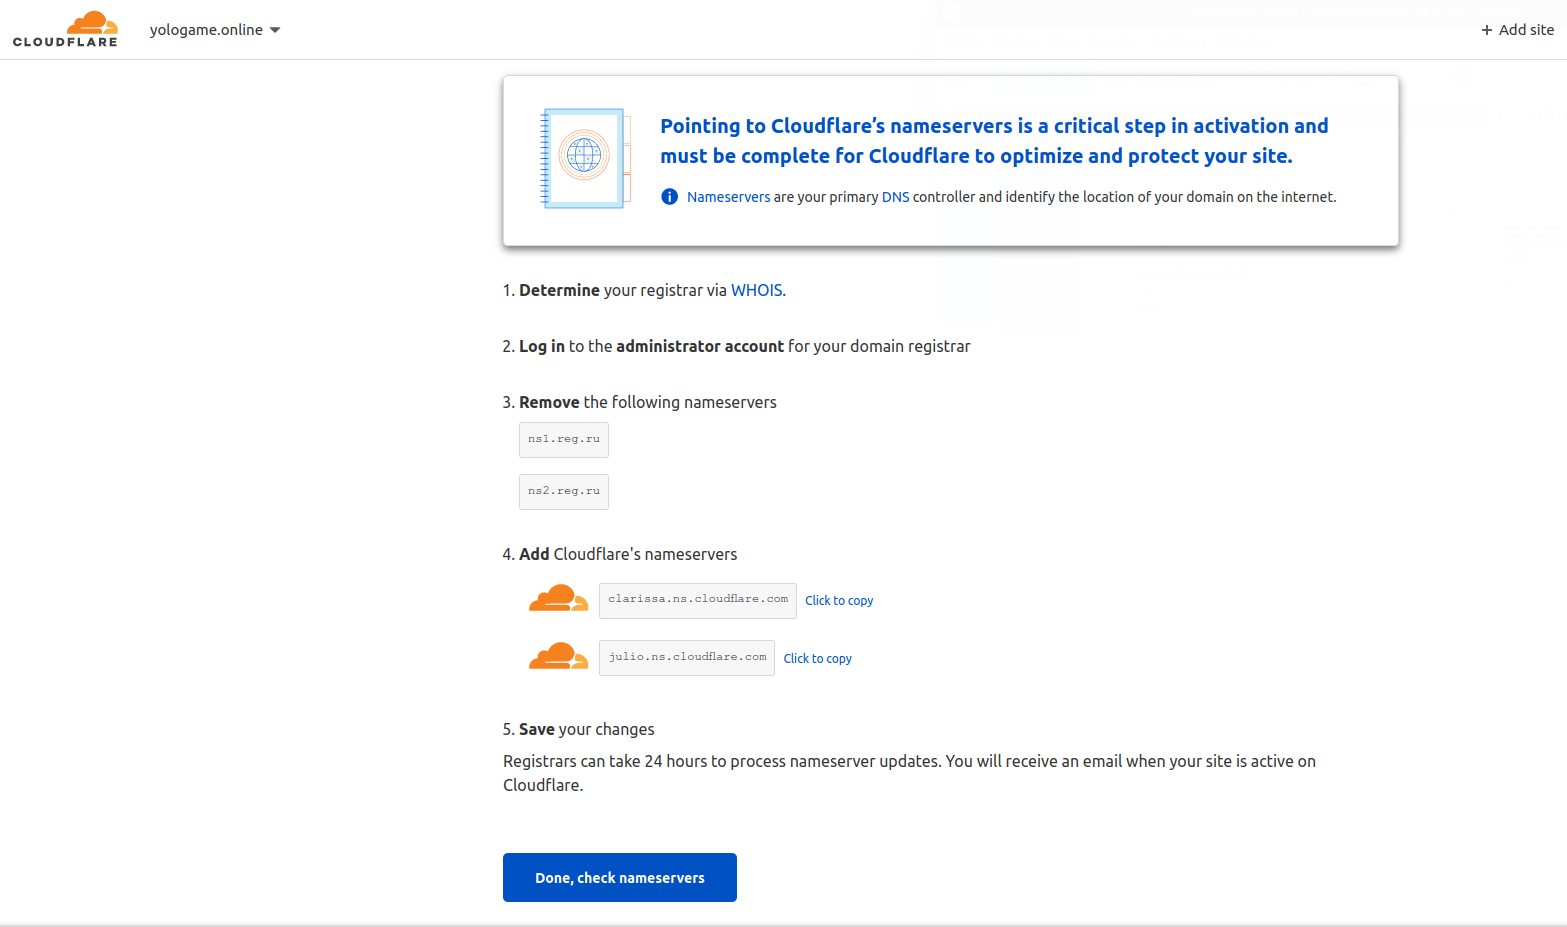 CLOUDFLARE
yologame.online
+ Add site
Pointing to Cloudflare’s nameservers is a critical step in activation and
must be complete for Cloudflare to optimize and protect your site.
Nameservers are your primary DNS controller and identify the location of your domain on the internet.
1. Determine your registrar via WHOIS.
2. Log in to the administrator account for your domain registrar
3. Remove the following nameservers
ns1.reg.ru
ns2.reg.ru
4. Add Cloudflare's nameservers
clarissa.ns.cloudflare.com Click to copy
julio.ns.cloudflare.com Click to copy
5. Save your changes
Registrars can take 24 hours to process nameserver updates. You will receive an email when your site is active on
Cloudflare.
Done, check nameservers